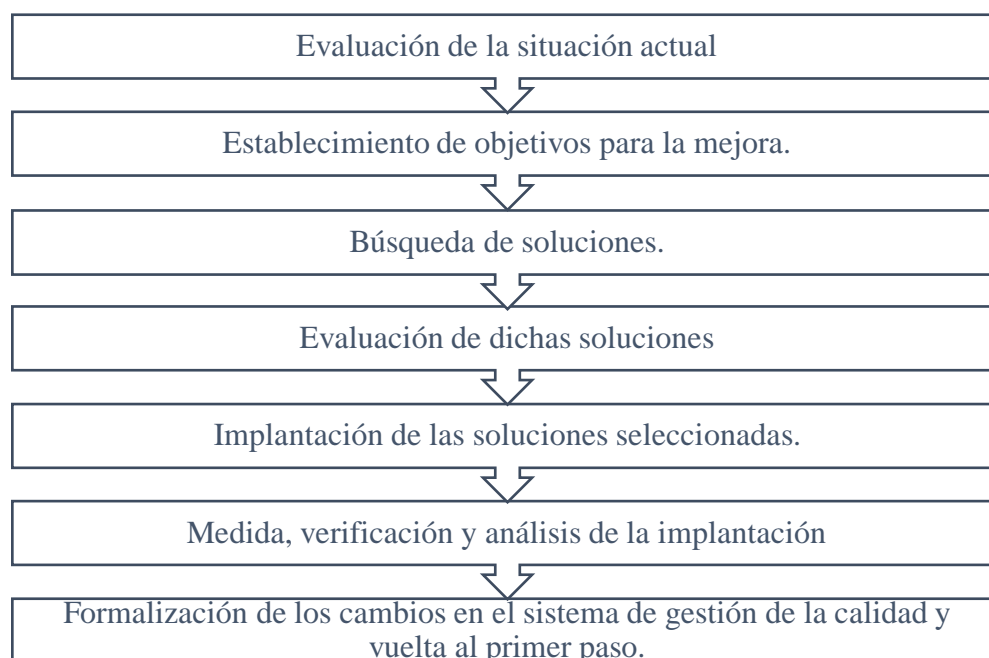 Evaluación de la situación actual
Establecimiento de objetivos para la mejora.
Búsqueda de soluciones.
Evaluación de dichas soluciones
Implantación de las soluciones seleccionadas.
Medida, verificación y análisis de la implantación
Formalización de los cambios en el sistema de gestión de la calidad y
vuelta al primer paso.